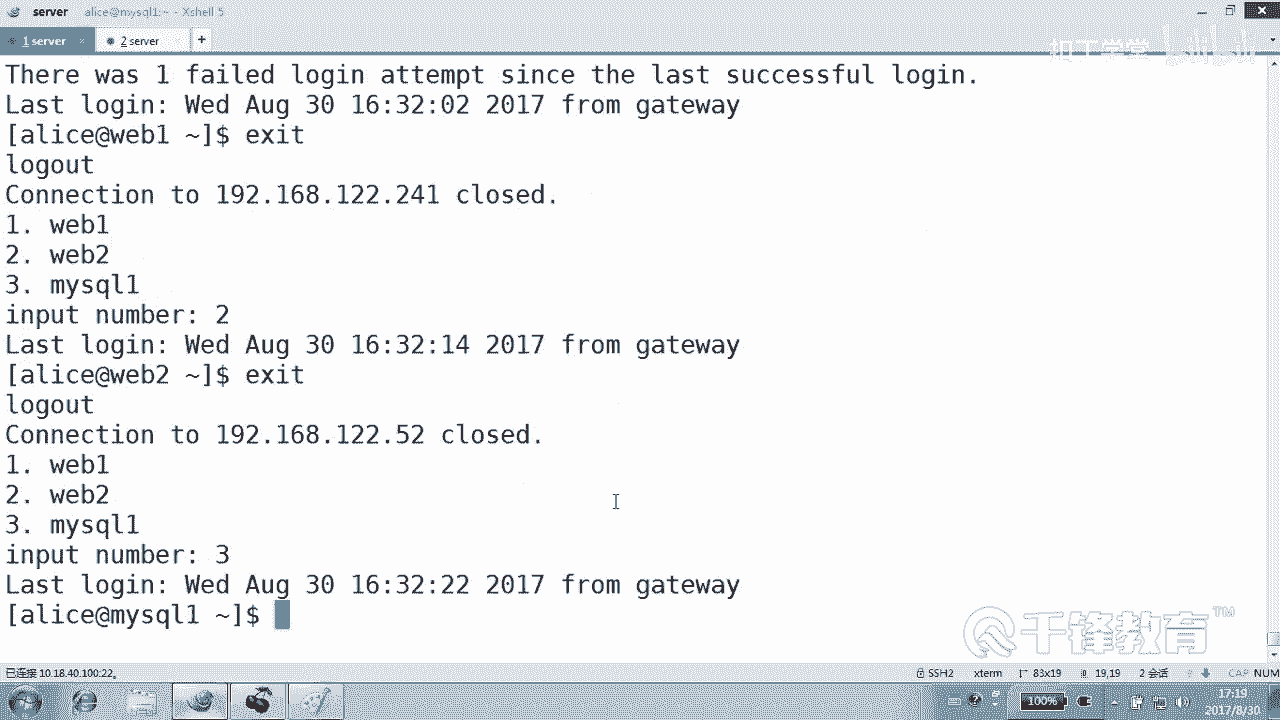 server alice@mysql1:~ - Xshell 5
1 server 2 server +
扣丁学堂 bilibili
There was 1 failed login attempt since the last successful login.
Last login: Wed Aug 30 16:32:02 2017 from gateway
[alice@web1 ~]$ exit
logout
Connection to 192.168.122.241 closed.
1. web1
2. web2
3. mysql1
input number: 2
Last login: Wed Aug 30 16:32:14 2017 from gateway
[alice@web2 ~]$ exit
logout
Connection to 192.168.122.52 closed.
1. web1
2. web2
3. mysql1
input number: 3
Last login: Wed Aug 30 16:32:22 2017 from gateway
[alice@mysql1 ~]$
千锋教育 TM
已连接 10.18.40.100:22。 SSH2 xterm 83x19 19,19 2 会话 CAP NUM
100% 17:19
2017/8/30